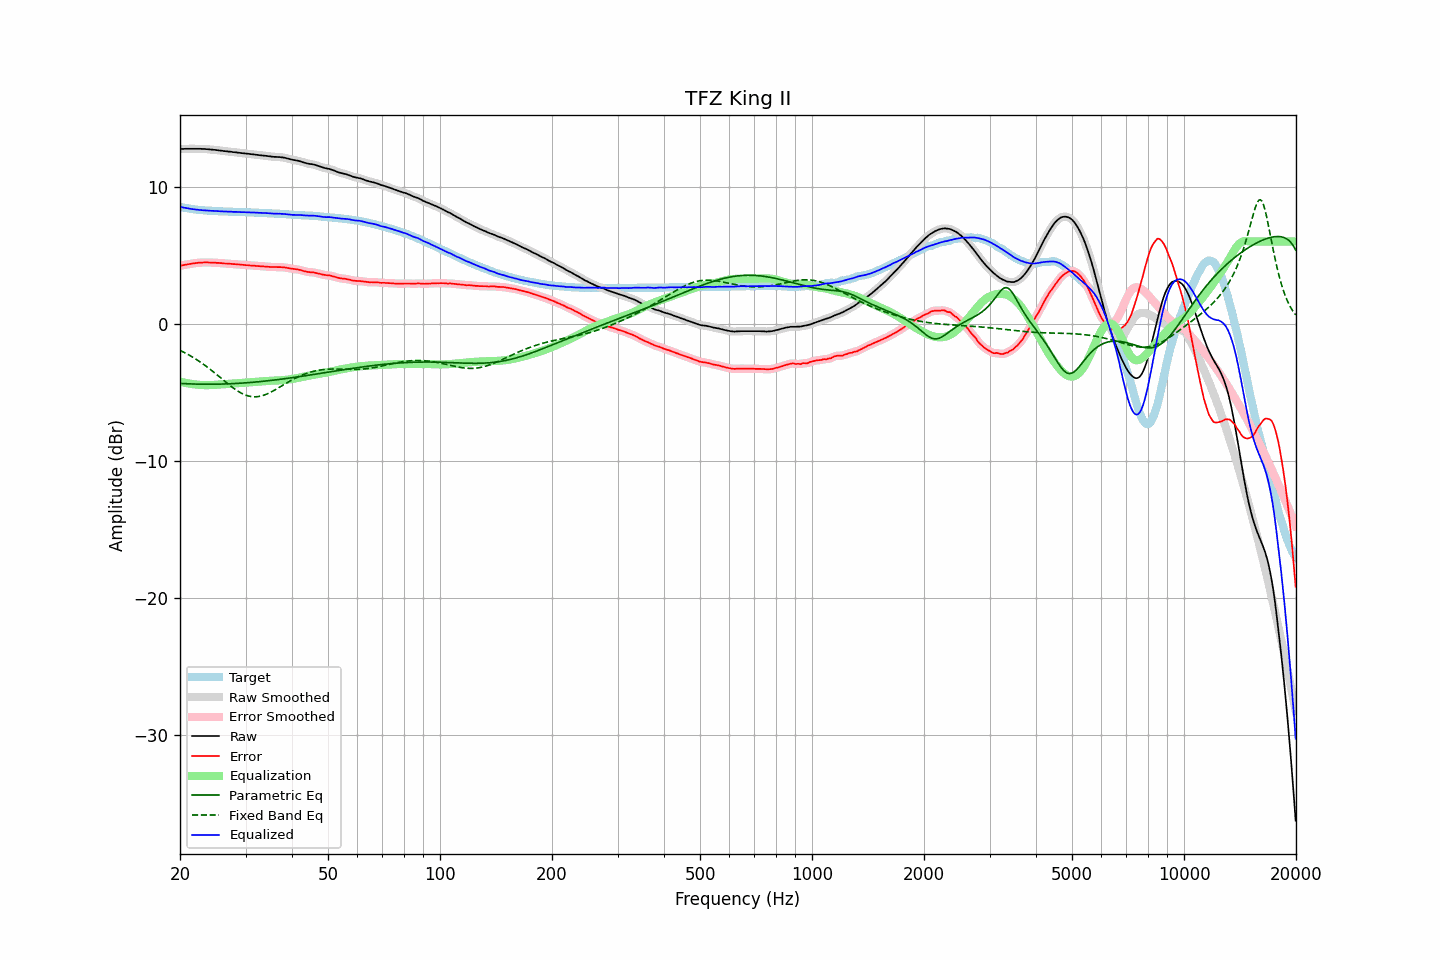 TFZ King II
Amplitude (dBr)
10
0
−10
−20
−30
Target
Raw Smoothed
Error Smoothed
Raw
Error
Equalization
Parametric Eq
Fixed Band Eq
Equalized
20 50 100 200 500 1000 2000 5000 10000 20000
Frequency (Hz)